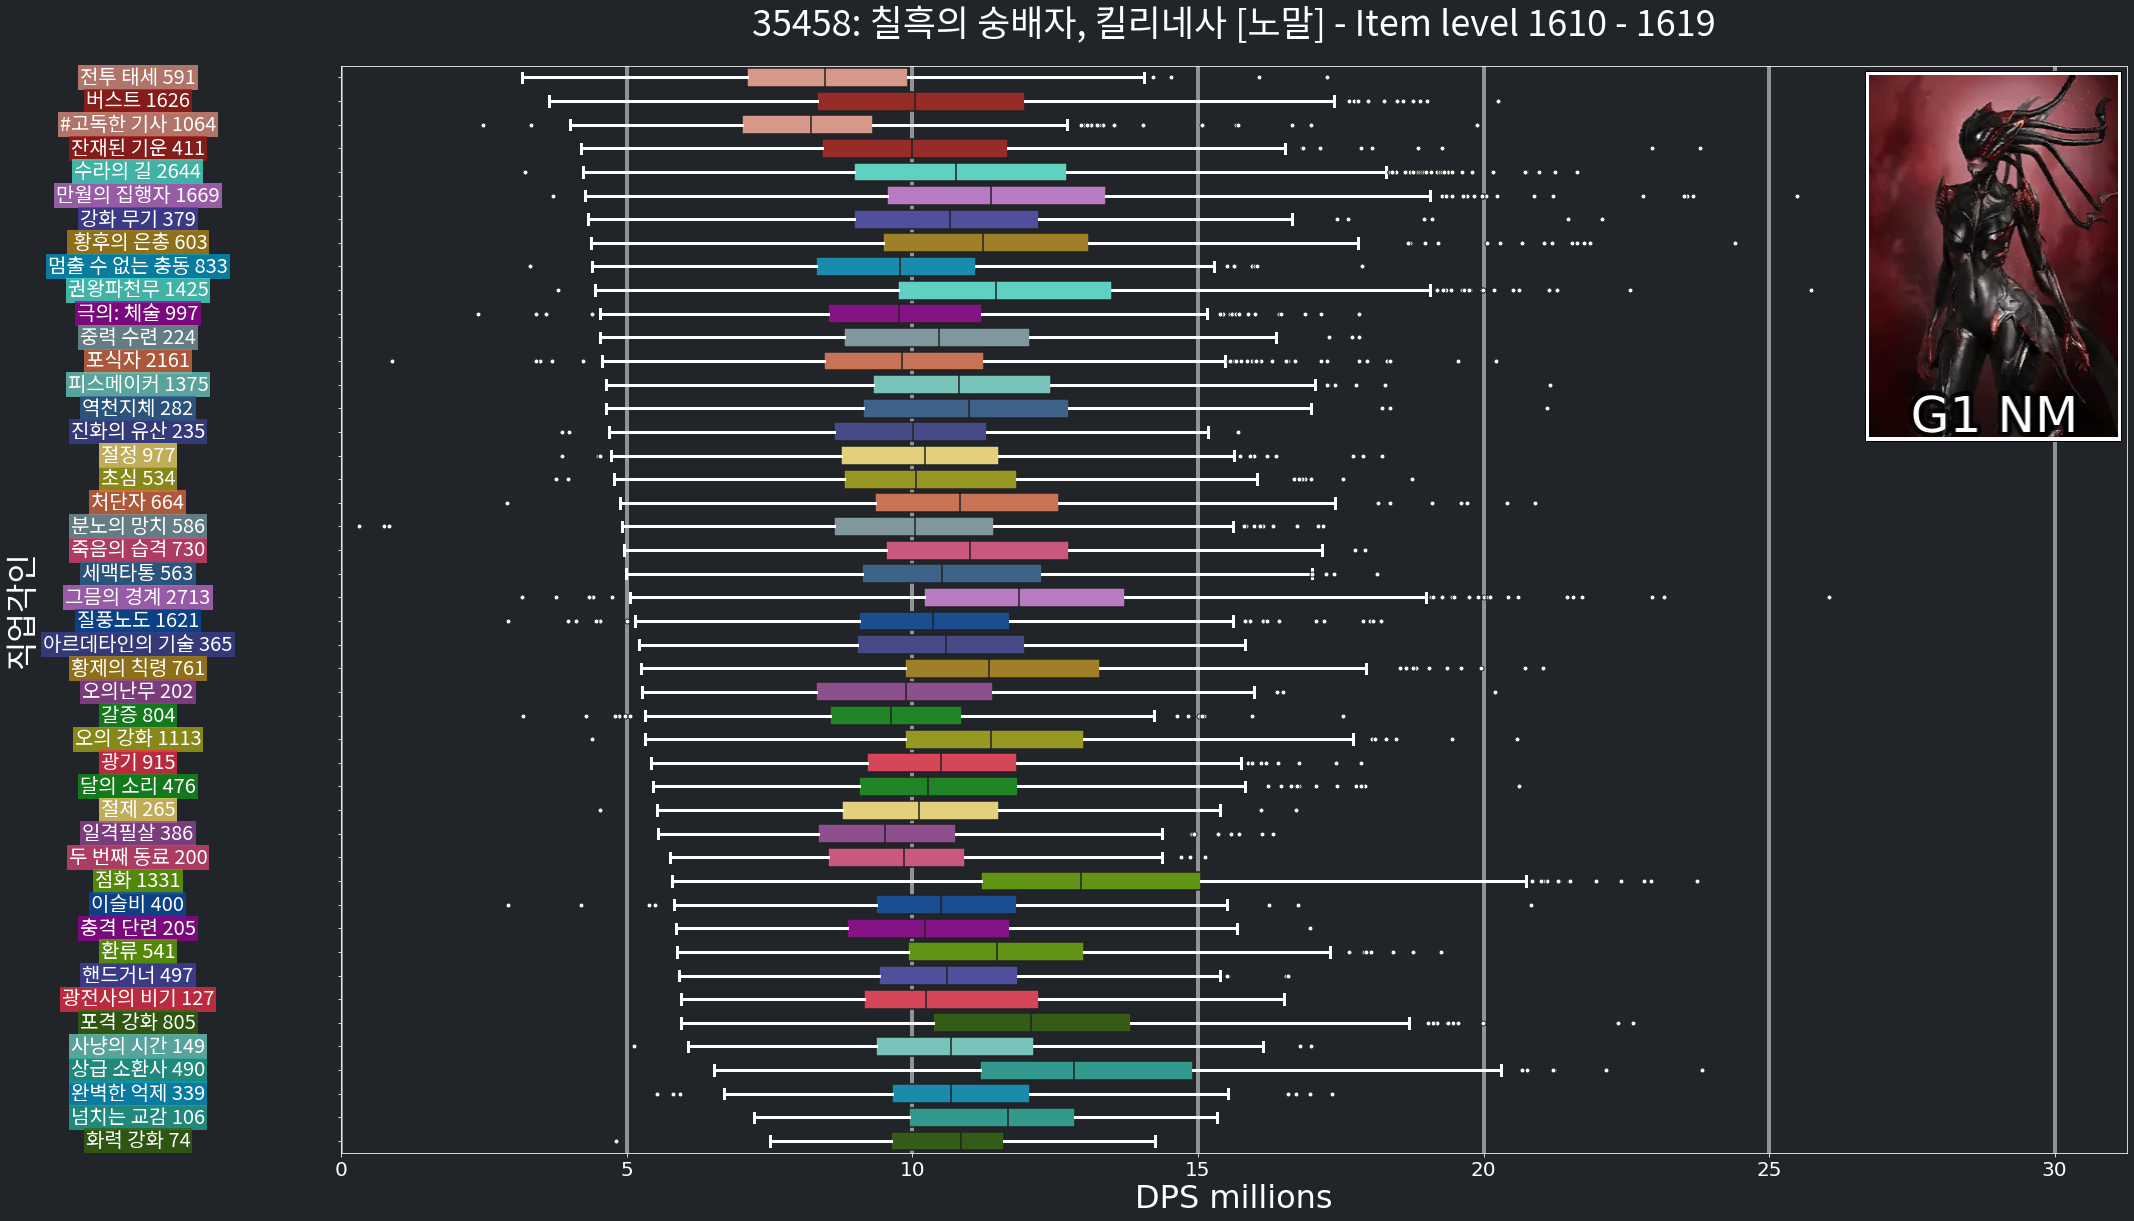 35458: 칠흑의 숭배자, 킬리네사 [노말] - Item level 1610 - 1619
전투 태세 591
버스트 1626
#고독한 기사 1064
잔재된 기운 411
수라의 길 2644
만월의 집행자 1669
강화 무기 379
황후의 은총 603
멈출 수 없는 충동 833
권왕파천무 1425
극의: 체술 997
중력 수련 224
포식자 2161
피스메이커 1375
역천지체 282
진화의 유산 235
절정 977
초심 534
처단자 664
분노의 망치 586
죽음의 습격 730
세맥타통 563
그믐의 경계 2713
질풍노도 1621
아르데타인의 기술 365
황제의 칙령 761
오의난무 202
갈증 804
오의 강화 1113
광기 915
달의 소리 476
절제 265
일격필살 386
두 번째 동료 200
점화 1331
이슬비 400
충격 단련 205
환류 541
핸드거너 497
광전사의 비기 127
포격 강화 805
사냥의 시간 149
상급 소환사 490
완벽한 억제 339
넘치는 교감 106
화력 강화 74
직업각인
G1 NM
0 5 10 15 20 25 30
DPS millions